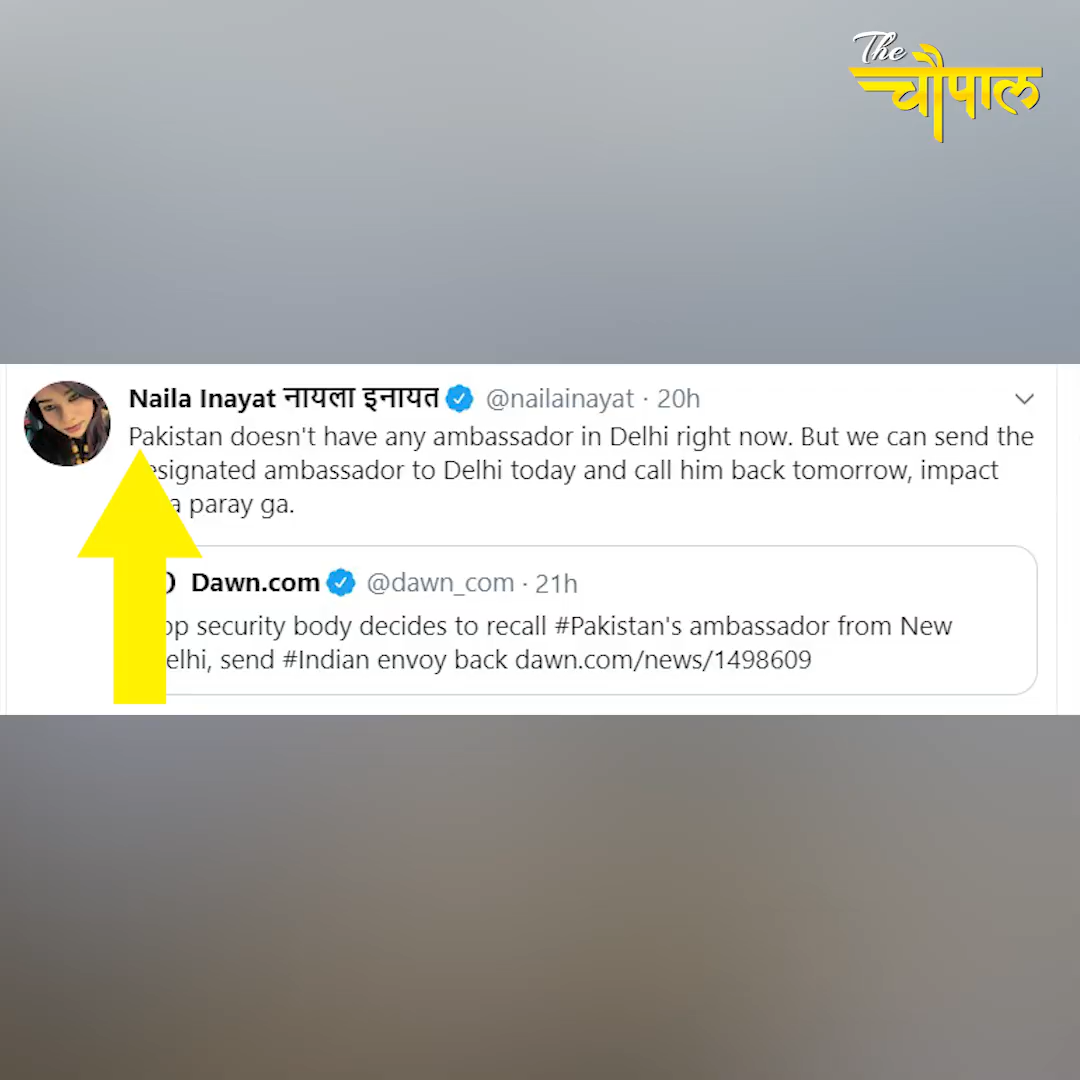 The
चौपाल
Naila Inayat नायला इनायत @nailainayat · 20h
Pakistan doesn't have any ambassador in Delhi right now. But we can send the
esignated ambassador to Delhi today and call him back tomorrow, impact
a paray ga.
Dawn.com @dawn_com · 21h
op security body decides to recall #Pakistan's ambassador from New
elhi, send #Indian envoy back dawn.com/news/1498609